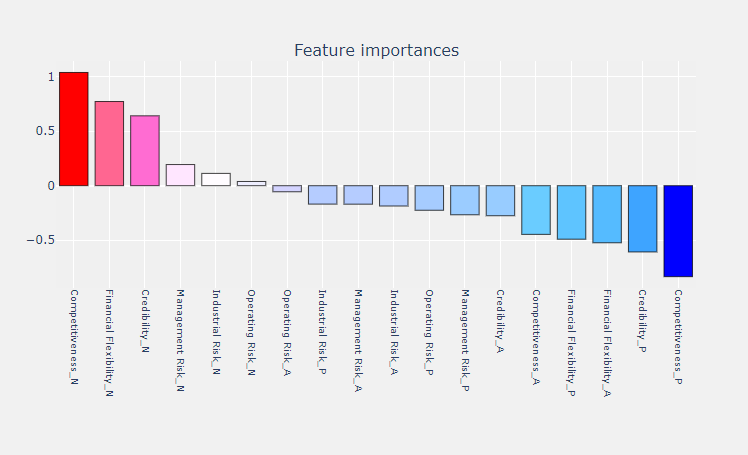 Feature importances
1
0.5
0
−0.5
Competitiveness_N
Financial Flexibility_N
Credibility_N
Management Risk_N
Industrial Risk_N
Operating Risk_N
Operating Risk_A
Industrial Risk_P
Management Risk_A
Industrial Risk_A
Operating Risk_P
Management Risk_P
Credibility_A
Competitiveness_A
Financial Flexibility_P
Financial Flexibility_A
Credibility_P
Competitiveness_P